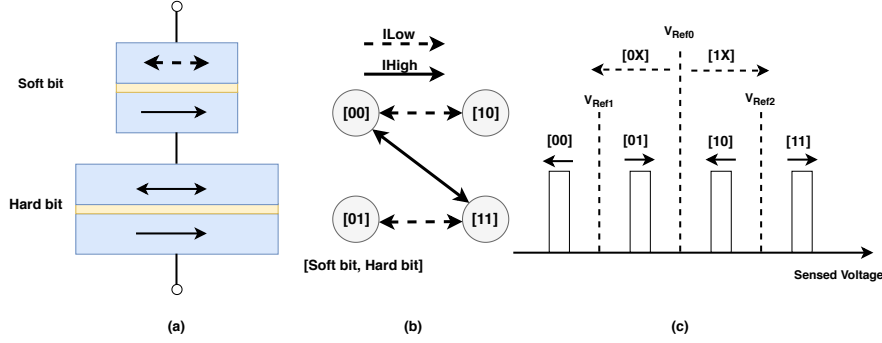 Soft bit
Hard bit
(a)
ILow
IHigh
[00]
[10]
[01]
[11]
[Soft bit, Hard bit]
(b)
VRef0
[0X]
[1X]
VRef1
VRef2
[00]
[01]
[10]
[11]
Sensed Voltage
(c)